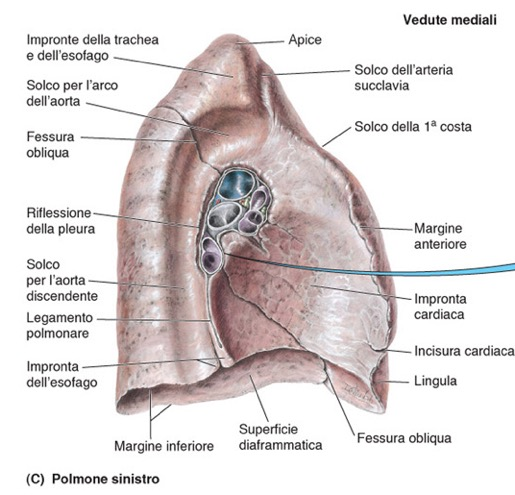 Vedute mediali
Impronte della trachea
e dell'esofago
Apice
Solco dell'arteria
succlavia
Solco per l'arco
dell'aorta
Solco della 1ª costa
Fessura
obliqua
Riflessione
della pleura
Margine
anteriore
Solco
per l'aorta
discendente
Impronta
cardiaca
Legamento
polmonare
Incisura cardiaca
Impronta
dell'esofago
Lingula
Margine inferiore
Superficie
diaframmatica
Fessura obliqua
(C) Polmone sinistro